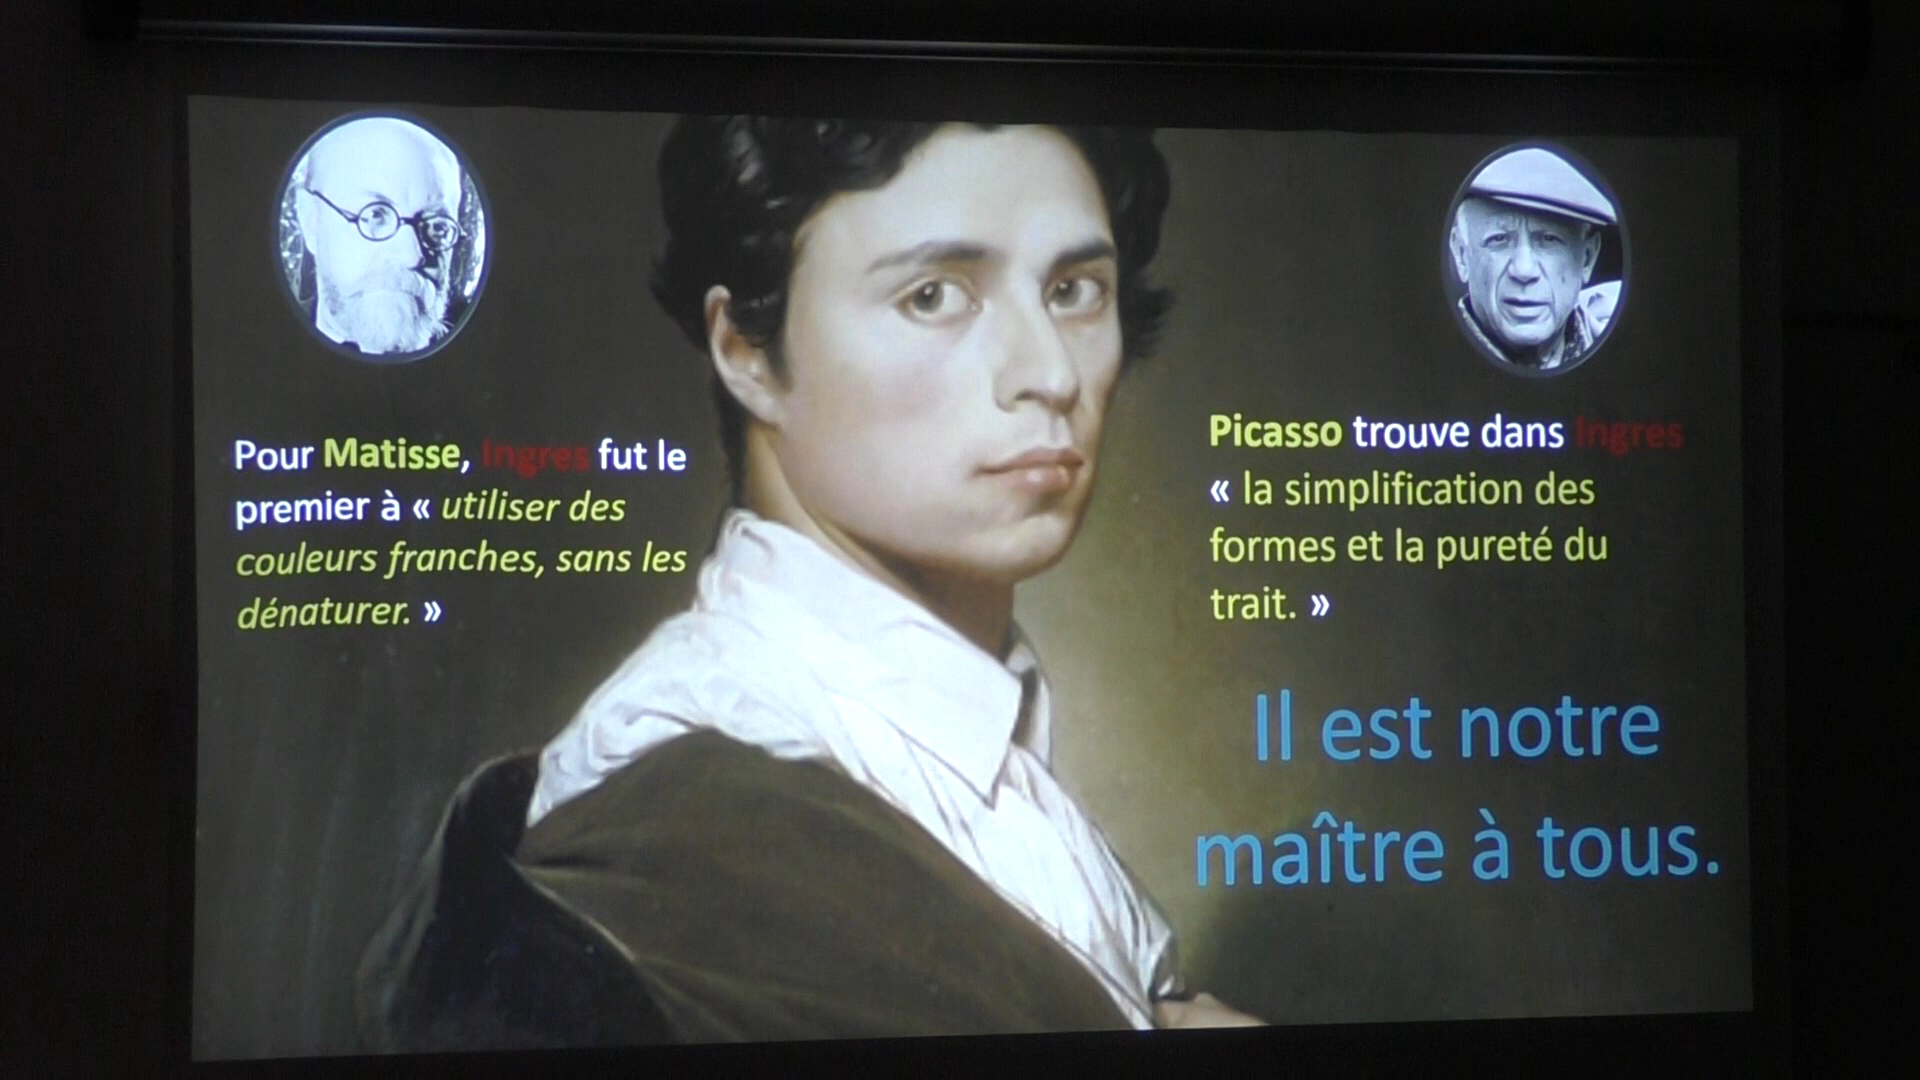 Pour Matisse, Ingres fut le
premier à « utiliser des
couleurs franches, sans les
dénaturer. »
Picasso trouve dans Ingres
« la simplification des
formes et la pureté du
trait. »
Il est notre
maître à tous.